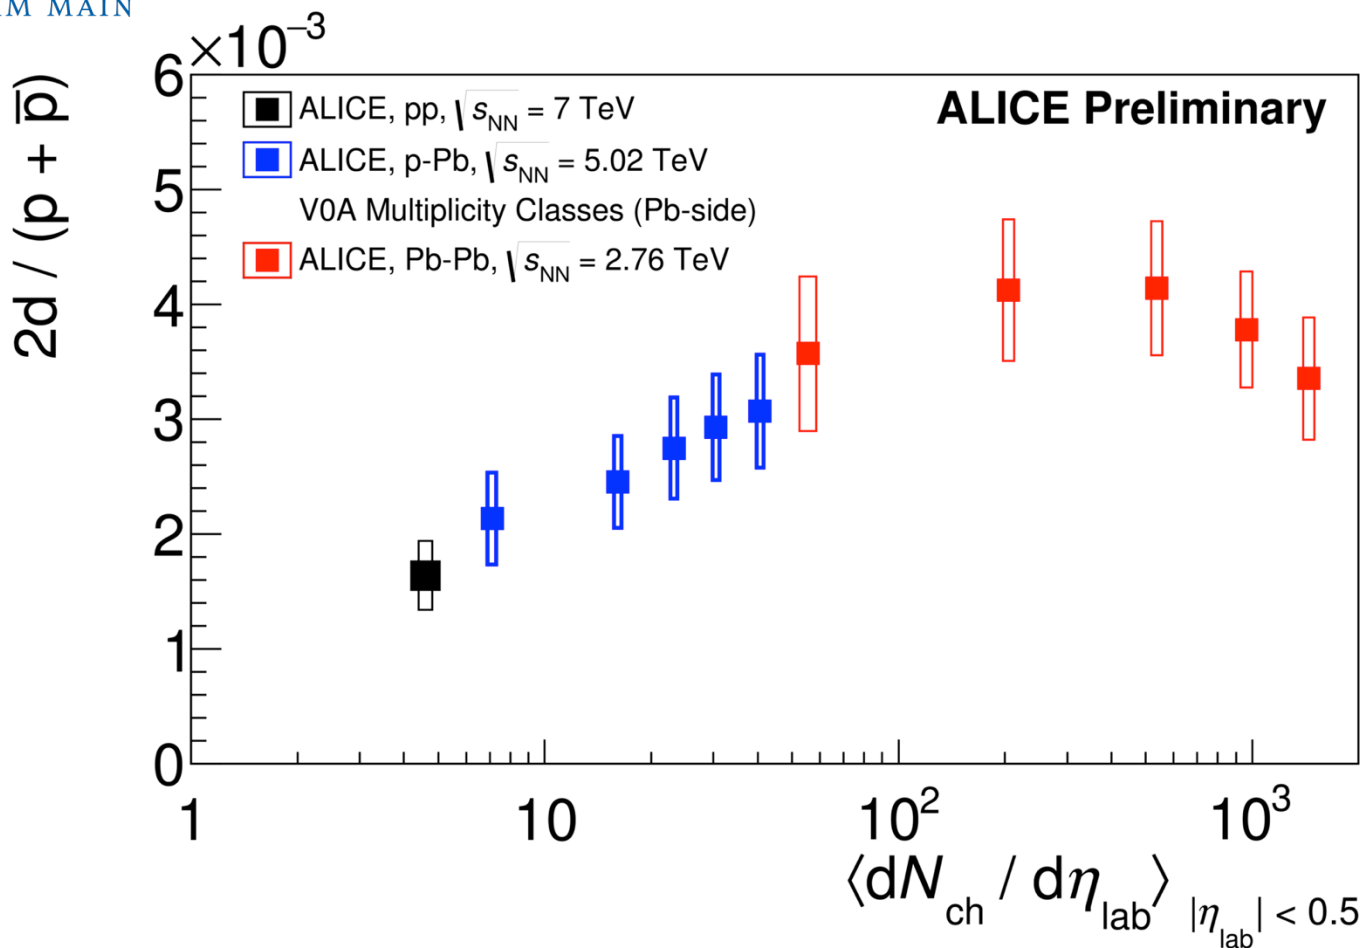 AM MAIN
6×10⁻³
ALICE Preliminary
ALICE, pp, √sNN = 7 TeV
ALICE, p-Pb, √sNN = 5.02 TeV
V0A Multiplicity Classes (Pb-side)
ALICE, Pb-Pb, √sNN = 2.76 TeV
2d / (p + p̅)
5
4
3
2
1
0
1 10 10² 10³
⟨dNch / dηlab⟩ |ηlab| < 0.5